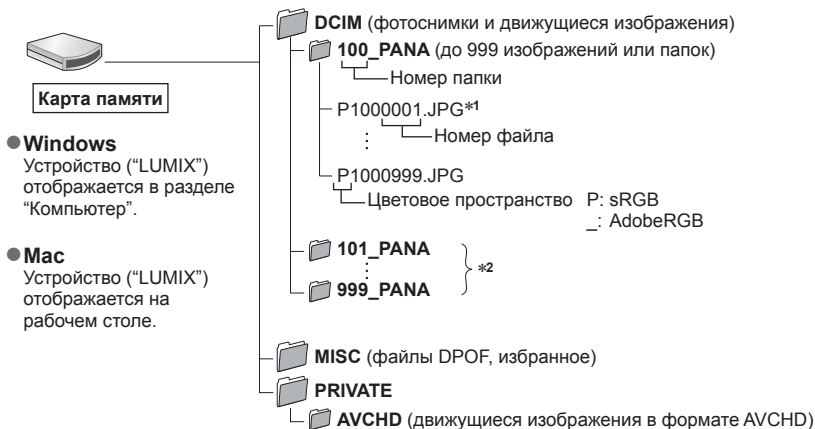 DCIM (фотоснимки и движущиеся изображения)
100_PANA (до 999 изображений или папок)
Номер папки
Карта памяти
P1000001.JPG*1
Номер файла
●Windows
Устройство (“LUMIX”)
отображается в разделе
“Компьютер”.
P1000999.JPG
Цветовое пространство P: sRGB
_: AdobeRGB
●Mac
Устройство (“LUMIX”)
отображается на
рабочем столе.
101_PANA
*2
999_PANA
MISC (файлы DPOF, избранное)
PRIVATE
AVCHD (движущиеся изображения в формате AVCHD)